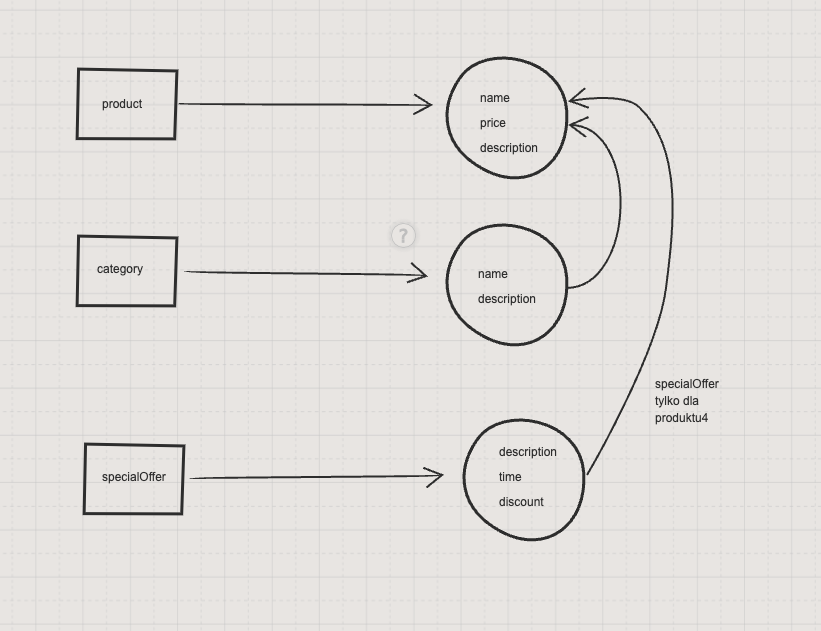 product
name
price
description
?
category
name
description
specialOffer
tylko dla
produktu4
specialOffer
description
time
discount